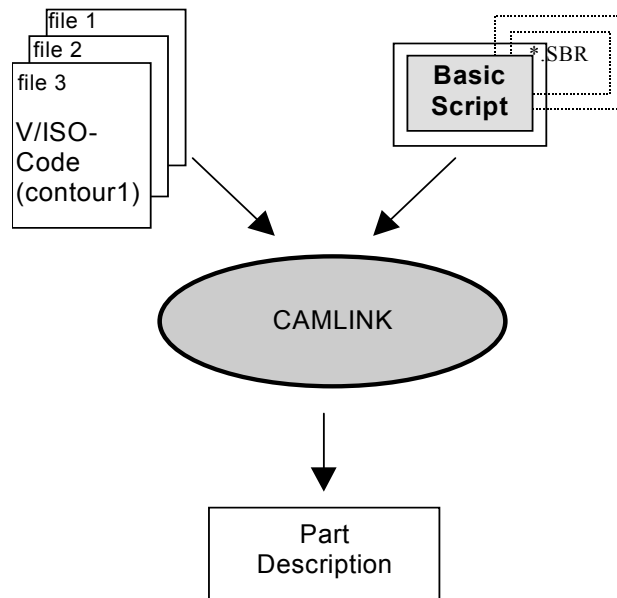 file 1
file 2
file 3
V/ISO-
Code
(contour1)
*.SBR
Basic
Script
CAMLINK
Part
Description